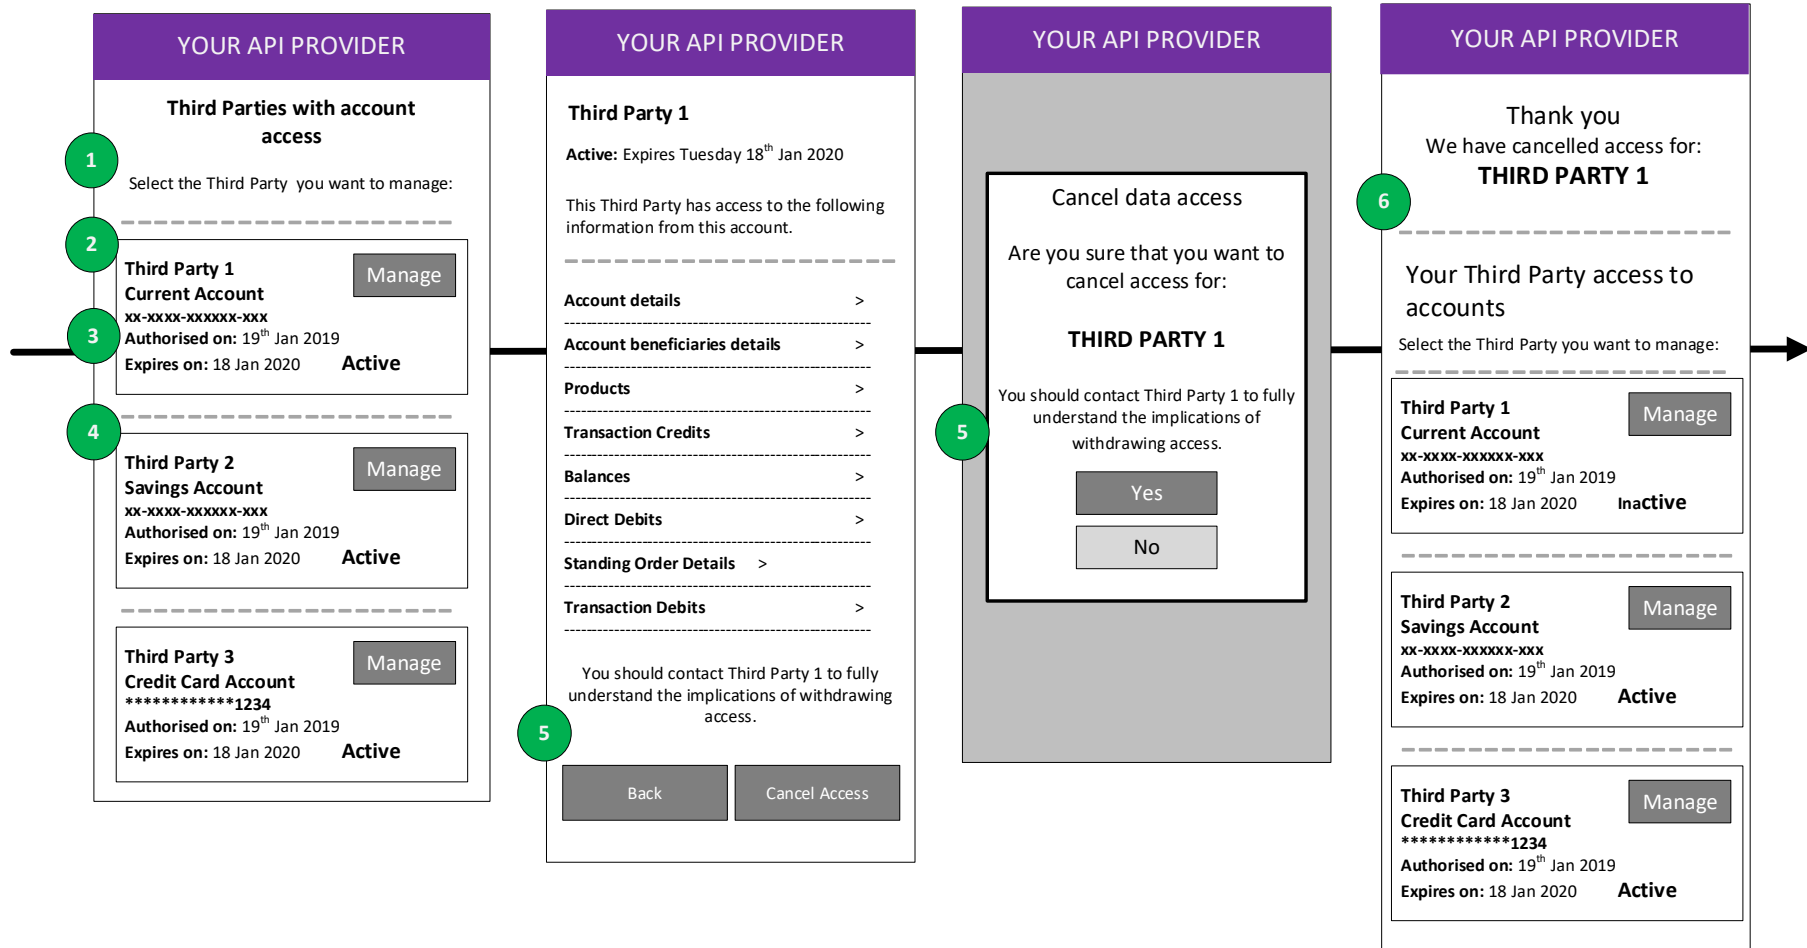 YOUR API PROVIDER
Third Parties with account
access
1
Select the Third Party you want to manage:
2
Third Party 1
Manage
Current Account
xx-xxxx-xxxxxx-xxx
3
Authorised on: 19th Jan 2019
Expires on: 18 Jan 2020 Active
4
Third Party 2
Manage
Savings Account
xx-xxxx-xxxxxx-xxx
Authorised on: 19th Jan 2019
Expires on: 18 Jan 2020 Active
Third Party 3
Manage
Credit Card Account
************1234
Authorised on: 19th Jan 2019
Expires on: 18 Jan 2020 Active
YOUR API PROVIDER
Third Party 1
Active: Expires Tuesday 18th Jan 2020
This Third Party has access to the following
information from this account.
Account details >
Account beneficiaries details >
Products >
Transaction Credits >
Balances >
Direct Debits >
Standing Order Details >
Transaction Debits >
You should contact Third Party 1 to fully
understand the implications of withdrawing
access.
5
Back
Cancel Access
YOUR API PROVIDER
Cancel data access
Are you sure that you want to
cancel access for:
THIRD PARTY 1
You should contact Third Party 1 to fully
understand the implications of
withdrawing access.
5
Yes
No
YOUR API PROVIDER
Thank you
We have cancelled access for:
THIRD PARTY 1
6
Your Third Party access to
accounts
Select the Third Party you want to manage:
Third Party 1
Manage
Current Account
xx-xxxx-xxxxxx-xxx
Authorised on: 19th Jan 2019
Expires on: 18 Jan 2020 Inactive
Third Party 2
Manage
Savings Account
xx-xxxx-xxxxxx-xxx
Authorised on: 19th Jan 2019
Expires on: 18 Jan 2020 Active
Third Party 3
Manage
Credit Card Account
************1234
Authorised on: 19th Jan 2019
Expires on: 18 Jan 2020 Active